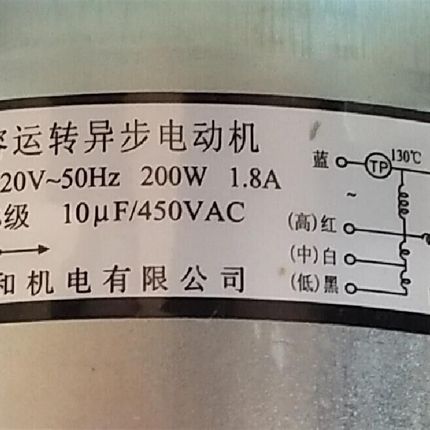 容运转异步电动机
20V~50Hz 200W 1.8A
级 10μF/450VAC
和机电有限公司
蓝 TP 130℃
~
(高)红
(中)白
(低)黑